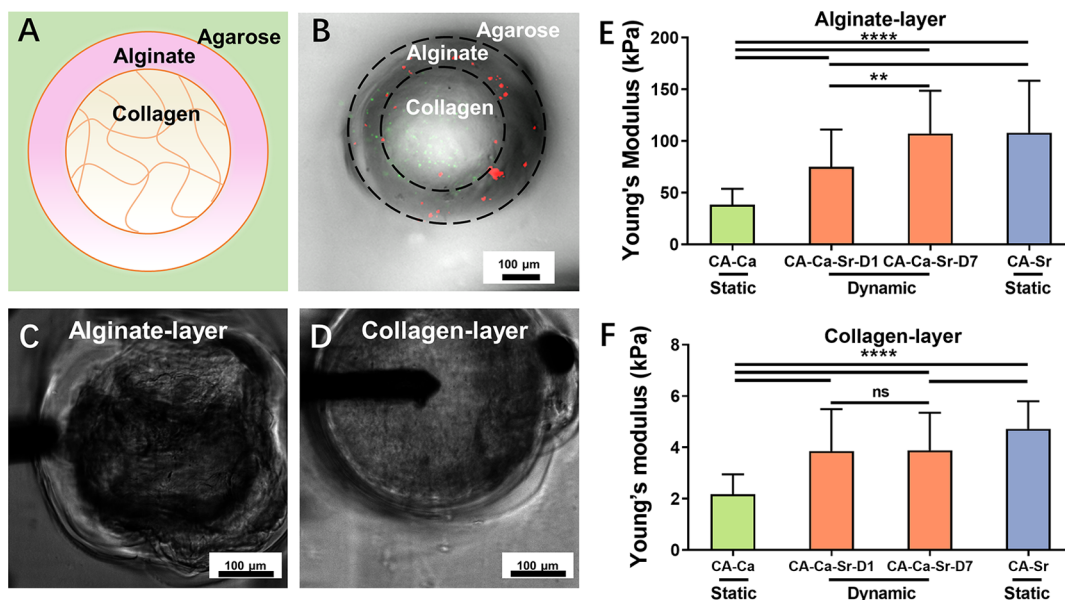 A
Agarose
Alginate
Collagen
B
Agarose
Alginate
Collagen
100 μm
C
Alginate-layer
100 μm
D
Collagen-layer
100 μm
E
Alginate-layer
Young's Modulus (kPa)
200
150
100
50
0
****
**
CA-Ca
CA-Ca-Sr-D1
CA-Ca-Sr-D7
CA-Sr
Static
Dynamic
Static
F
Collagen-layer
Young's modulus (kPa)
8
6
4
2
0
****
ns
CA-Ca
CA-Ca-Sr-D1
CA-Ca-Sr-D7
CA-Sr
Static
Dynamic
Static